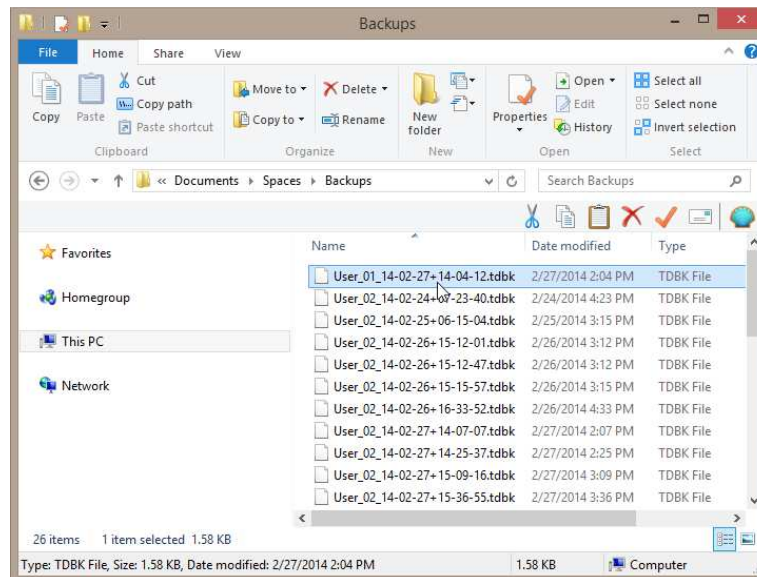 Backups
File Home Share View
Copy
Paste
Cut
Copy path
Paste shortcut
Clipboard
Move to
Copy to
Delete
Rename
Organize
New folder
New
Properties
Open
Edit
History
Open
Select all
Select none
Invert selection
Select
« Documents Spaces Backups
Search Backups
Favorites
Homegroup
This PC
Network
Name Date modified Type
User_01_14-02-27+14-04-12.tdbk 2/27/2014 2:04 PM TDBK File
User_02_14-02-24+07-23-40.tdbk 2/24/2014 4:23 PM TDBK File
User_02_14-02-25+06-15-04.tdbk 2/25/2014 3:15 PM TDBK File
User_02_14-02-26+15-12-01.tdbk 2/26/2014 3:12 PM TDBK File
User_02_14-02-26+15-12-47.tdbk 2/26/2014 3:12 PM TDBK File
User_02_14-02-26+15-15-57.tdbk 2/26/2014 3:15 PM TDBK File
User_02_14-02-26+16-33-52.tdbk 2/26/2014 4:33 PM TDBK File
User_02_14-02-27+14-07-07.tdbk 2/27/2014 2:07 PM TDBK File
User_02_14-02-27+14-25-37.tdbk 2/27/2014 2:25 PM TDBK File
User_02_14-02-27+15-09-16.tdbk 2/27/2014 3:09 PM TDBK File
User_02_14-02-27+15-36-55.tdbk 2/27/2014 3:36 PM TDBK File
26 items 1 item selected 1.58 KB
Type: TDBK File, Size: 1.58 KB, Date modified: 2/27/2014 2:04 PM 1.58 KB Computer